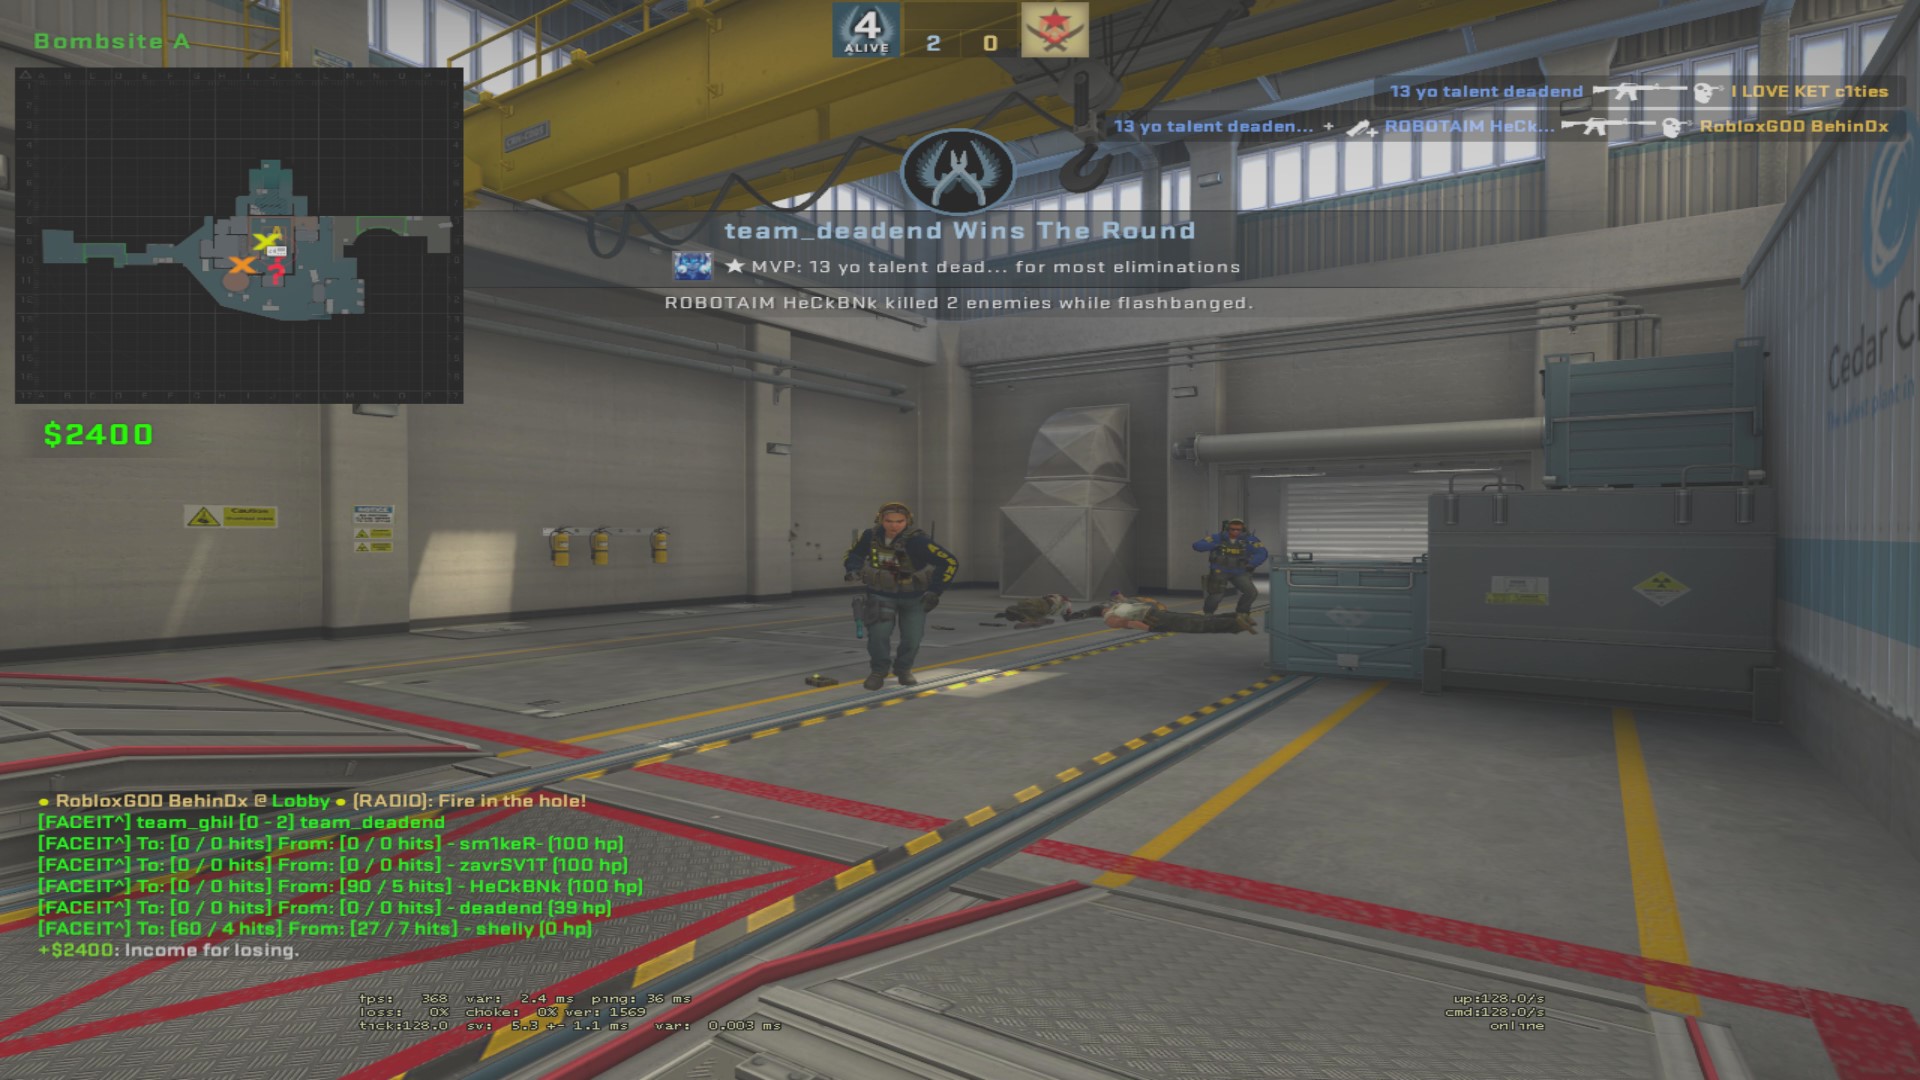 Bombsite A
4
ALIVE
2 0
13 yo talent deadend I LOVE KET c1ties
13 yo talent deaden... + ROBOTAIM HeCk... RobloxGOD BehinDx
team_deadend Wins The Round
★ MVP: 13 yo talent dead... for most eliminations
ROBOTAIM HeCkBNk killed 2 enemies while flashbanged.
A
?
$2400
Caution
NOTICE
Cedar C
● RobloxGOD BehinDx @ Lobby ● (RADIO): Fire in the hole!
[FACEIT^] team_ghil [0 - 2] team_deadend
[FACEIT^] To: [0 / 0 hits] From: [0 / 0 hits] - sm1keR- (100 hp)
[FACEIT^] To: [0 / 0 hits] From: [0 / 0 hits] - zavrSV1T (100 hp)
[FACEIT^] To: [0 / 0 hits] From: [90 / 5 hits] - HeCkBNk (100 hp)
[FACEIT^] To: [0 / 0 hits] From: [0 / 0 hits] - deadend (39 hp)
[FACEIT^] To: [60 / 4 hits] From: [27 / 7 hits] - shelly (0 hp)
+$2400: Income for losing.
fps: 368 var: 2.4 ms ping: 36 ms
loss: 0% choke: 0% ver: 1569
tick:128.0 sv: 5.3 +- 1.1 ms var: 0.003 ms
up:128.0/s
cmd:128.0/s
online